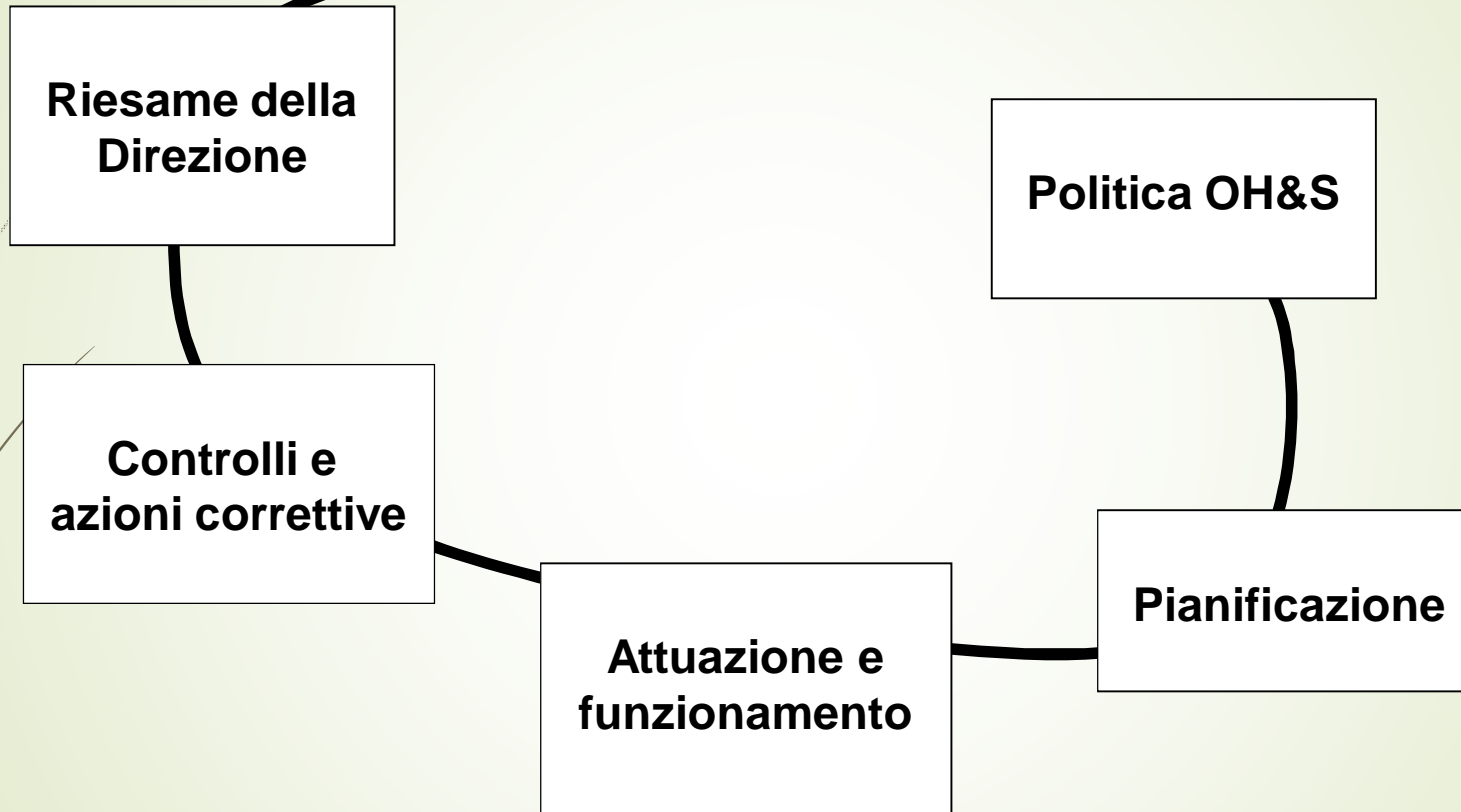 Riesame della
Direzione
Politica OH&S
Controlli e
azioni correttive
Pianificazione
Attuazione e
funzionamento